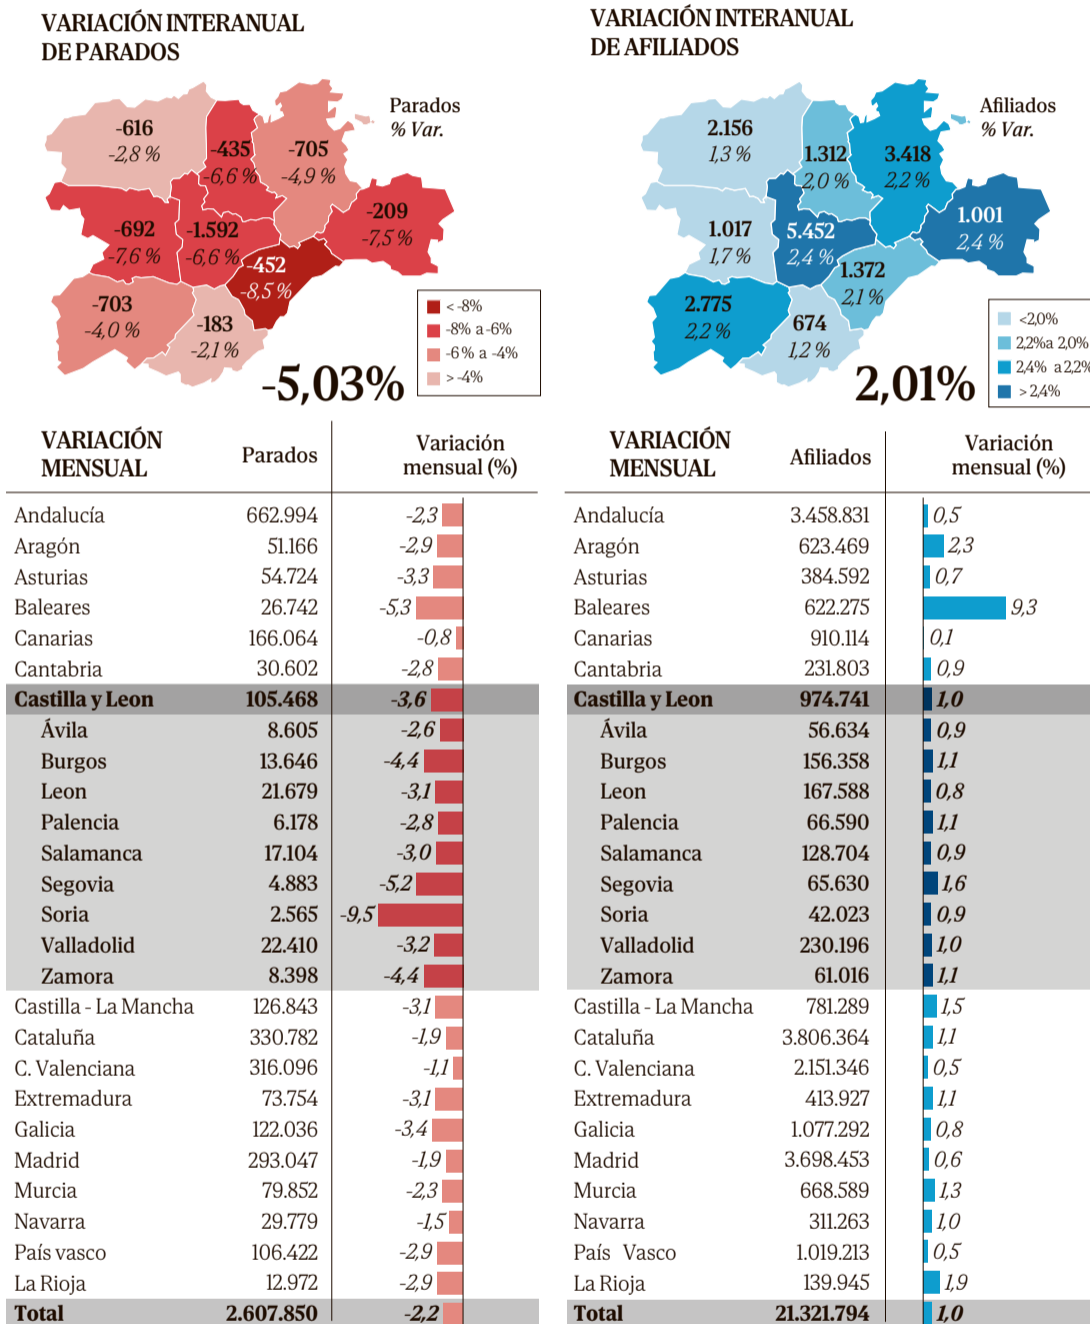 VARIACIÓN INTERANUAL
DE PARADOS
Parados
% Var.
-616
-2,8 %
-435
-6,6 %
-705
-4,9 %
-692
-7,6 %
-1.592
-6,6 %
-209
-7,5 %
-452
-8,5 %
-703
-4,0 %
-183
-2,1 %
< -8%
-8% a -6%
-6 % a -4%
> -4%
-5,03%
VARIACIÓN INTERANUAL
DE AFILIADOS
Afiliados
% Var.
2.156
1,3 %
1.312
2,0 %
3.418
2,2 %
1.017
1,7 %
5.452
2,4 %
1.001
2,4 %
1.372
2,1 %
2.775
2,2 %
674
1,2 %
<2,0%
2,2% a 2,0%
2,4% a 2,2%
> 2,4%
2,01%
VARIACIÓN
MENSUAL
Parados
Variación
mensual (%)
Andalucía 662.994 -2,3
Aragón 51.166 -2,9
Asturias 54.724 -3,3
Baleares 26.742 -5,3
Canarias 166.064 -0,8
Cantabria 30.602 -2,8
Castilla y Leon 105.468 -3,6
Ávila 8.605 -2,6
Burgos 13.646 -4,4
Leon 21.679 -3,1
Palencia 6.178 -2,8
Salamanca 17.104 -3,0
Segovia 4.883 -5,2
Soria 2.565 -9,5
Valladolid 22.410 -3,2
Zamora 8.398 -4,4
Castilla - La Mancha 126.843 -3,1
Cataluña 330.782 -1,9
C. Valenciana 316.096 -1,1
Extremadura 73.754 -3,1
Galicia 122.036 -3,4
Madrid 293.047 -1,9
Murcia 79.852 -2,3
Navarra 29.779 -1,5
País vasco 106.422 -2,9
La Rioja 12.972 -2,9
Total 2.607.850 -2,2
VARIACIÓN
MENSUAL
Afiliados
Variación
mensual (%)
Andalucía 3.458.831 0,5
Aragón 623.469 2,3
Asturias 384.592 0,7
Baleares 622.275 9,3
Canarias 910.114 0,1
Cantabria 231.803 0,9
Castilla y Leon 974.741 1,0
Ávila 56.634 0,9
Burgos 156.358 1,1
Leon 167.588 0,8
Palencia 66.590 1,1
Salamanca 128.704 0,9
Segovia 65.630 1,6
Soria 42.023 0,9
Valladolid 230.196 1,0
Zamora 61.016 1,1
Castilla - La Mancha 781.289 1,5
Cataluña 3.806.364 1,1
C. Valenciana 2.151.346 0,5
Extremadura 413.927 1,1
Galicia 1.077.292 0,8
Madrid 3.698.453 0,6
Murcia 668.589 1,3
Navarra 311.263 1,0
País Vasco 1.019.213 0,5
La Rioja 139.945 1,9
Total 21.321.794 1,0